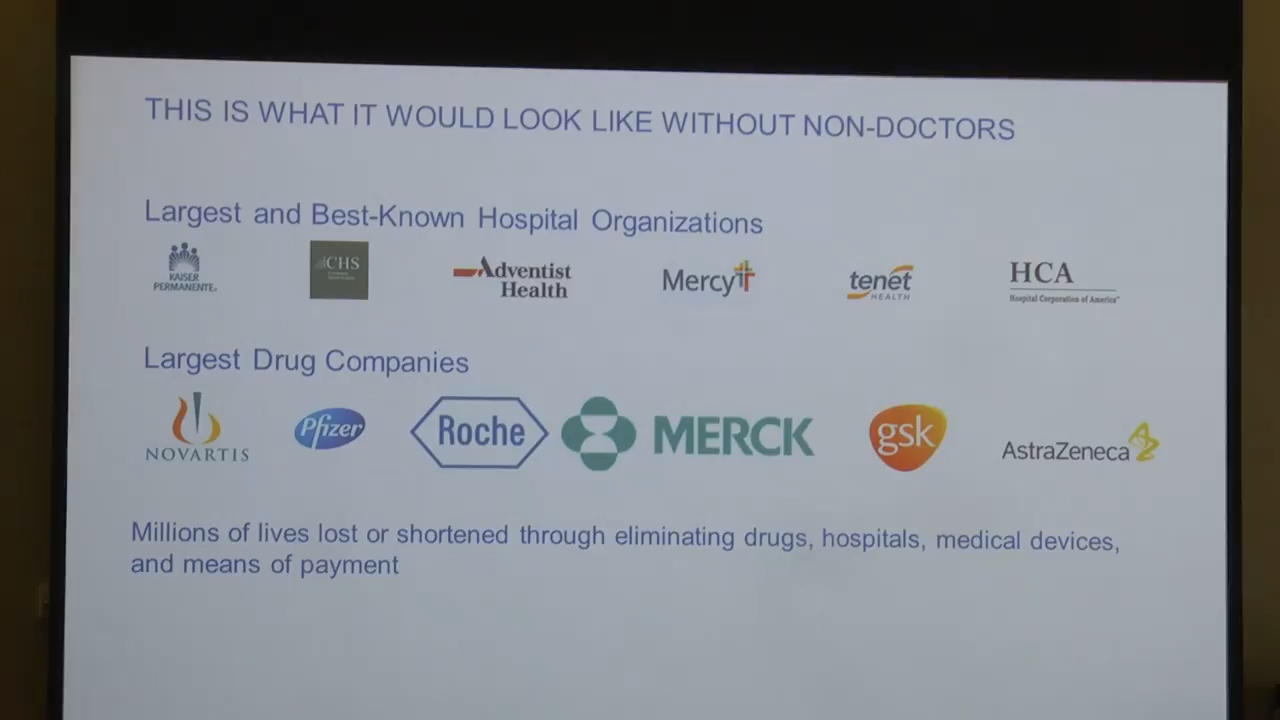 THIS IS WHAT IT WOULD LOOK LIKE WITHOUT NON-DOCTORS
Largest and Best-Known Hospital Organizations
KAISER PERMANENTE
CHS
Adventist Health
Mercy
tenet HEALTH
HCA
Hospital Corporation of America
Largest Drug Companies
NOVARTIS
Pfizer
Roche
MERCK
gsk
AstraZeneca
Millions of lives lost or shortened through eliminating drugs, hospitals, medical devices,
and means of payment